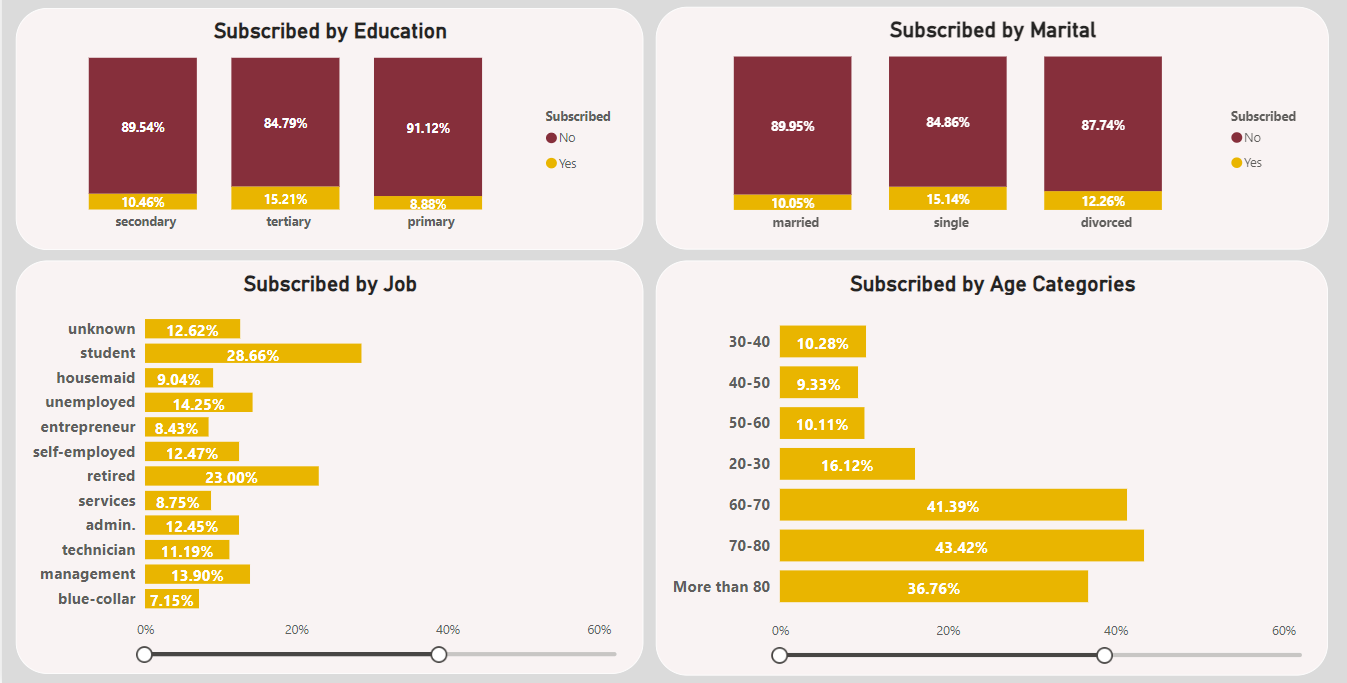 Subscribed by Education
89.54% 84.79% 91.12%
10.46% 15.21% 8.88%
secondary tertiary primary
Subscribed
No
Yes
Subscribed by Marital
89.95% 84.86% 87.74%
10.05% 15.14% 12.26%
married single divorced
Subscribed
No
Yes
Subscribed by Job
unknown 12.62%
student 28.66%
housemaid 9.04%
unemployed 14.25%
entrepreneur 8.43%
self-employed 12.47%
retired 23.00%
services 8.75%
admin. 12.45%
technician 11.19%
management 13.90%
blue-collar 7.15%
0% 20% 40% 60%
Subscribed by Age Categories
30-40 10.28%
40-50 9.33%
50-60 10.11%
20-30 16.12%
60-70 41.39%
70-80 43.42%
More than 80 36.76%
0% 20% 40% 60%